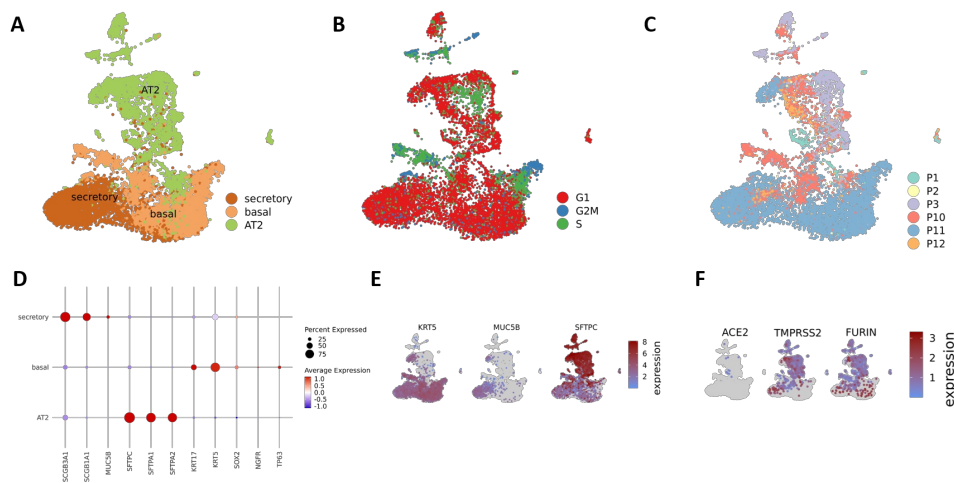 A
AT2
secretory
basal
secretory
basal
AT2
B
G1
G2M
S
C
P1
P2
P3
P10
P11
P12
D
secretory
basal
AT2
SCGB3A1
SCGB1A1
MUC5B
SFTPC
SFTPA1
SFTPA2
KRT17
KRT5
SOX2
NGFR
TP63
Percent Expressed
25
50
75
Average Expression
1.0
0.5
0.0
-0.5
-1.0
E
KRT5
MUC5B
SFTPC
8
6
4
2
expression
F
ACE2
TMPRSS2
FURIN
3
2
1
expression